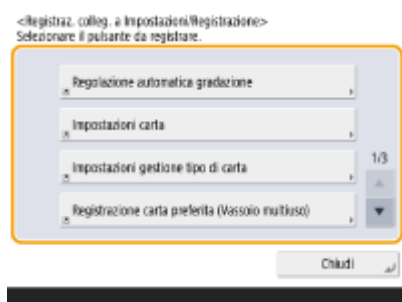 <Registraz. colleg. a Impostazioni/Registrazione>
Selezionare il pulsante da registrare.
Regolazione automatica gradazione
Impostazioni carta
1/3
Impostazioni gestione tipo di carta
Registrazione carta preferita (Vassoio multiuso)
Chiudi